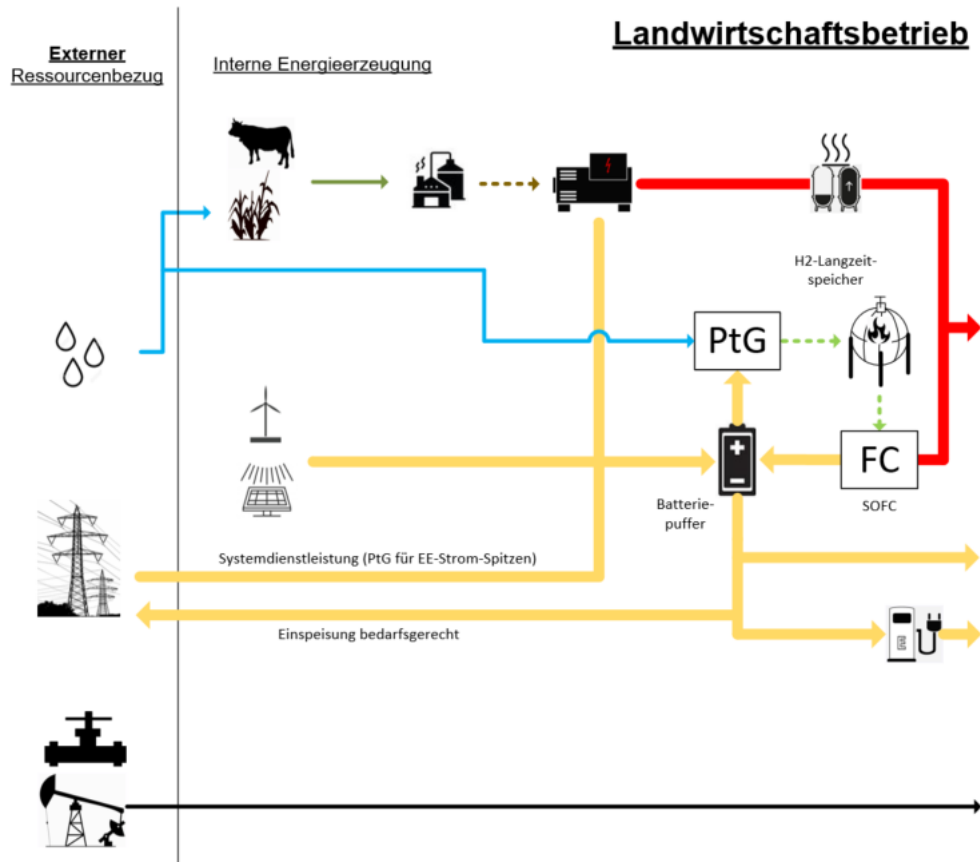 Landwirtschaftsbetrieb
Externer
Ressourcenbezug
Interne Energieerzeugung
H2-Langzeit-
speicher
PtG
FC
SOFC
Batterie-
puffer
Systemdienstleistung (PtG für EE-Strom-Spitzen)
Einspeisung bedarfsgerecht